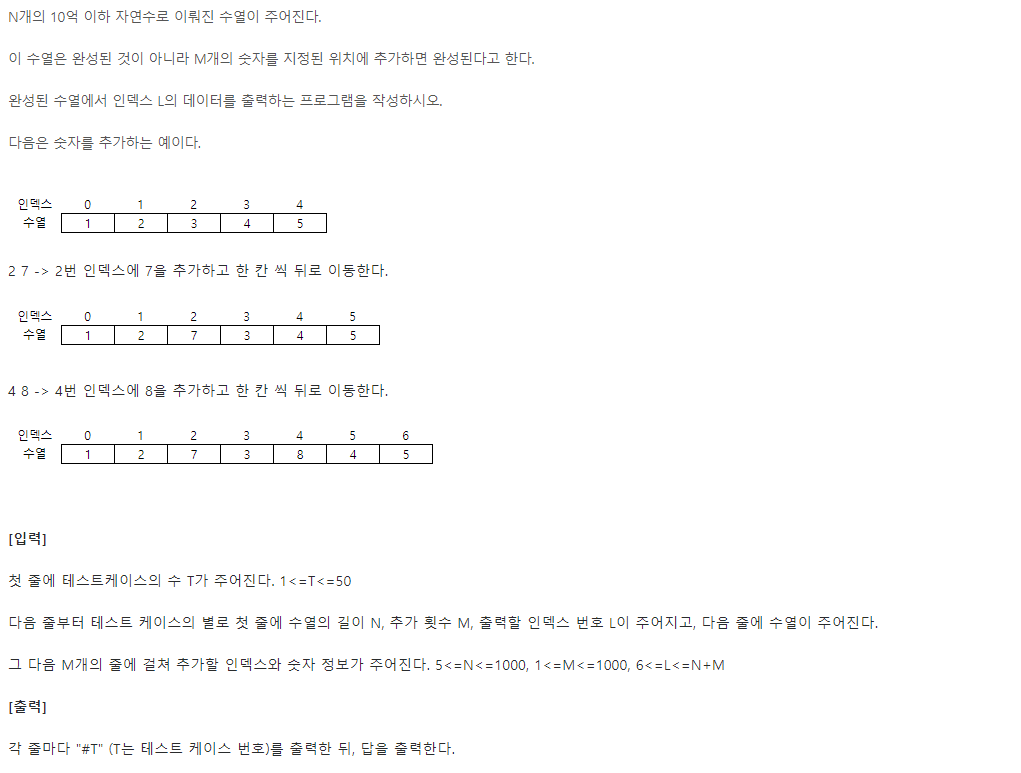 N개의 10억 이하 자연수로 이뤄진 수열이 주어진다.
이 수열은 완성된 것이 아니라 M개의 숫자를 지정된 위치에 추가하면 완성된다고 한다.
완성된 수열에서 인덱스 L의 데이터를 출력하는 프로그램을 작성하시오.
다음은 숫자를 추가하는 예이다.
인덱스 0 1 2 3 4
수열 1 2 3 4 5
2 7 -> 2번 인덱스에 7을 추가하고 한 칸 씩 뒤로 이동한다.
인덱스 0 1 2 3 4 5
수열 1 2 7 3 4 5
4 8 -> 4번 인덱스에 8을 추가하고 한 칸 씩 뒤로 이동한다.
인덱스 0 1 2 3 4 5 6
수열 1 2 7 3 8 4 5
[입력]
첫 줄에 테스트케이스의 수 T가 주어진다. 1<=T<=50
다음 줄부터 테스트 케이스의 별로 첫 줄에 수열의 길이 N, 추가 횟수 M, 출력할 인덱스 번호 L이 주어지고, 다음 줄에 수열이 주어진다.
그 다음 M개의 줄에 걸쳐 추가할 인덱스와 숫자 정보가 주어진다. 5<=N<=1000, 1<=M<=1000, 6<=L<=N+M
[출력]
각 줄마다 "#T" (T는 테스트 케이스 번호)를 출력한 뒤, 답을 출력한다.